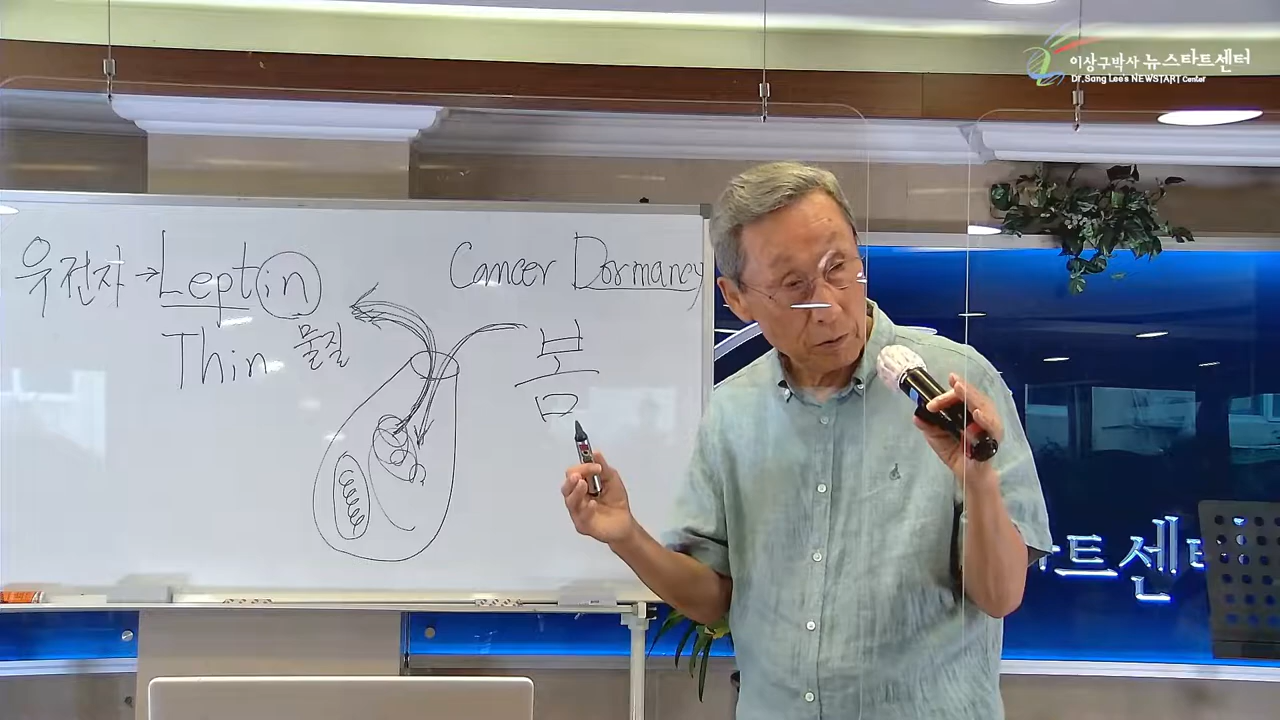 이상구박사 뉴스타트센터
Dr. Sang Lee's NEWSTART Center
유전자 → Leptin
Thin 물질
Cancer Dormancy
봄
타트센터